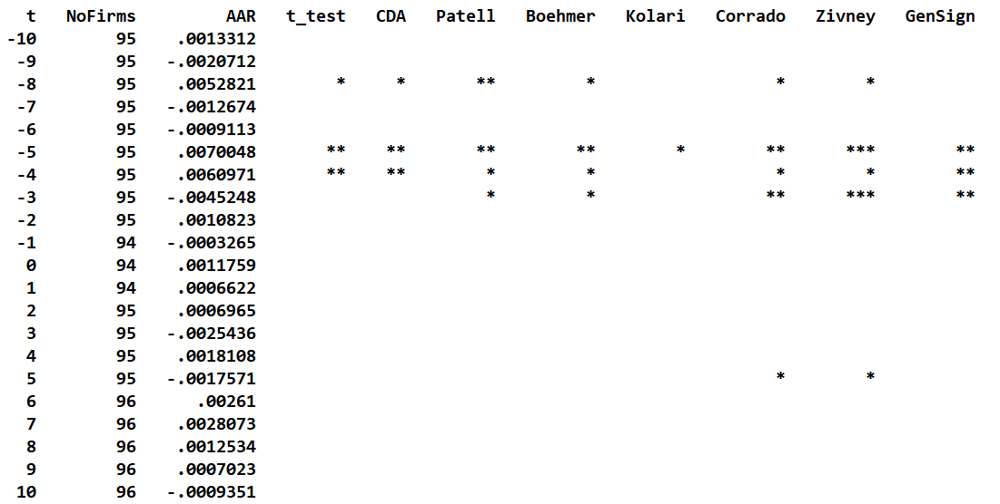 t NoFirms AAR t_test CDA Patell Boehmer Kolari Corrado Zivney GenSign
-10 95 .0013312
-9 95 -.0020712
-8 95 .0052821 * * ** * * *
-7 95 -.0012674
-6 95 -.0009113
-5 95 .0070048 ** ** ** ** * ** *** **
-4 95 .0060971 ** ** * * * * **
-3 95 -.0045248 * * ** *** **
-2 95 .0010823
-1 94 -.0003265
0 94 .0011759
1 94 .0006622
2 95 .0006965
3 95 -.0025436
4 95 .0018108
5 95 -.0017571 * *
6 96 .00261
7 96 .0028073
8 96 .0012534
9 96 .0007023
10 96 -.0009351